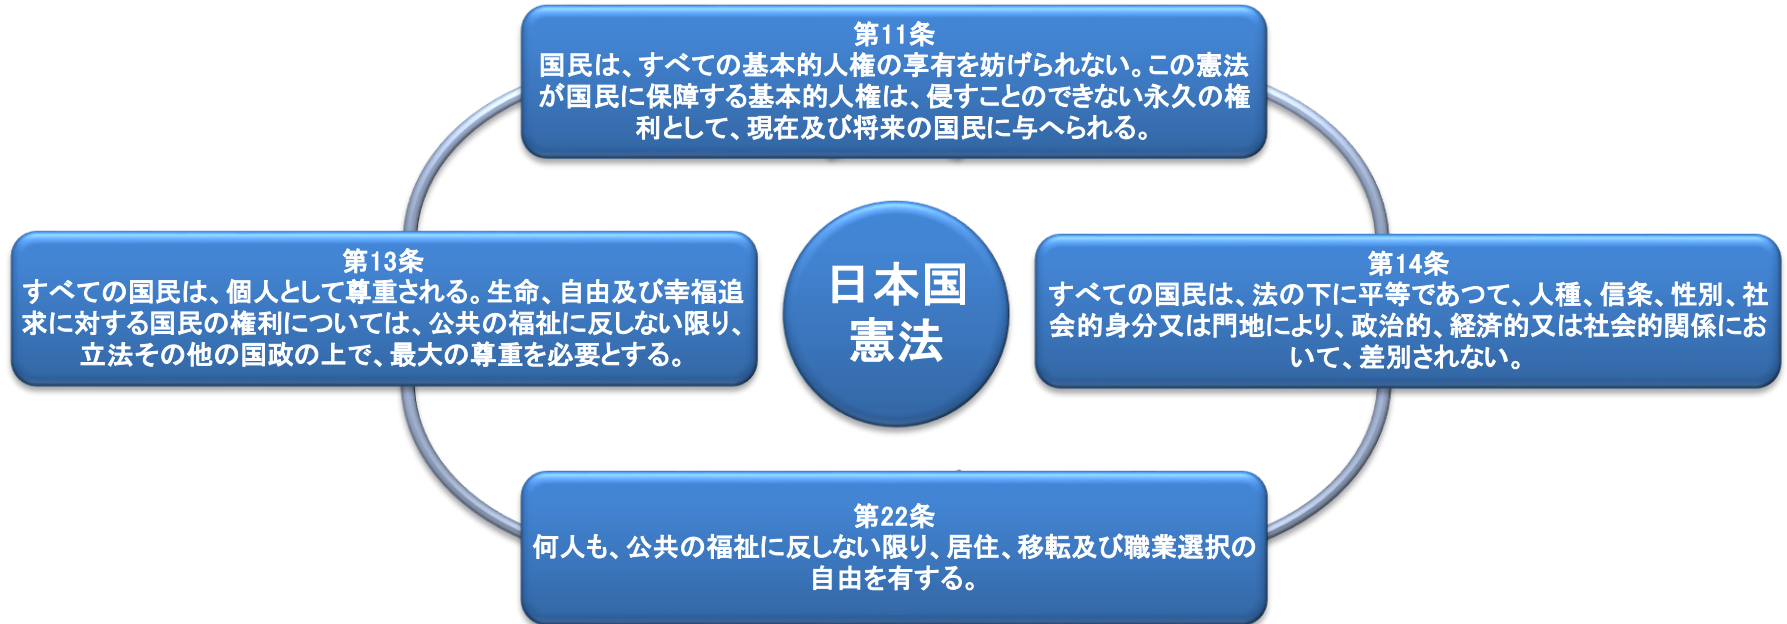 第11条
国民は、すべての基本的人権の享有を妨げられない。この憲法
が国民に保障する基本的人権は、侵すことのできない永久の権
利として、現在及び将来の国民に与へられる。
第13条
すべての国民は、個人として尊重される。生命、自由及び幸福追
求に対する国民の権利については、公共の福祉に反しない限り、
立法その他の国政の上で、最大の尊重を必要とする。
日本国
憲法
第14条
すべての国民は、法の下に平等であつて、人種、信条、性別、社
会的身分又は門地により、政治的、経済的又は社会的関係にお
いて、差別されない。
第22条
何人も、公共の福祉に反しない限り、居住、移転及び職業選択の
自由を有する。